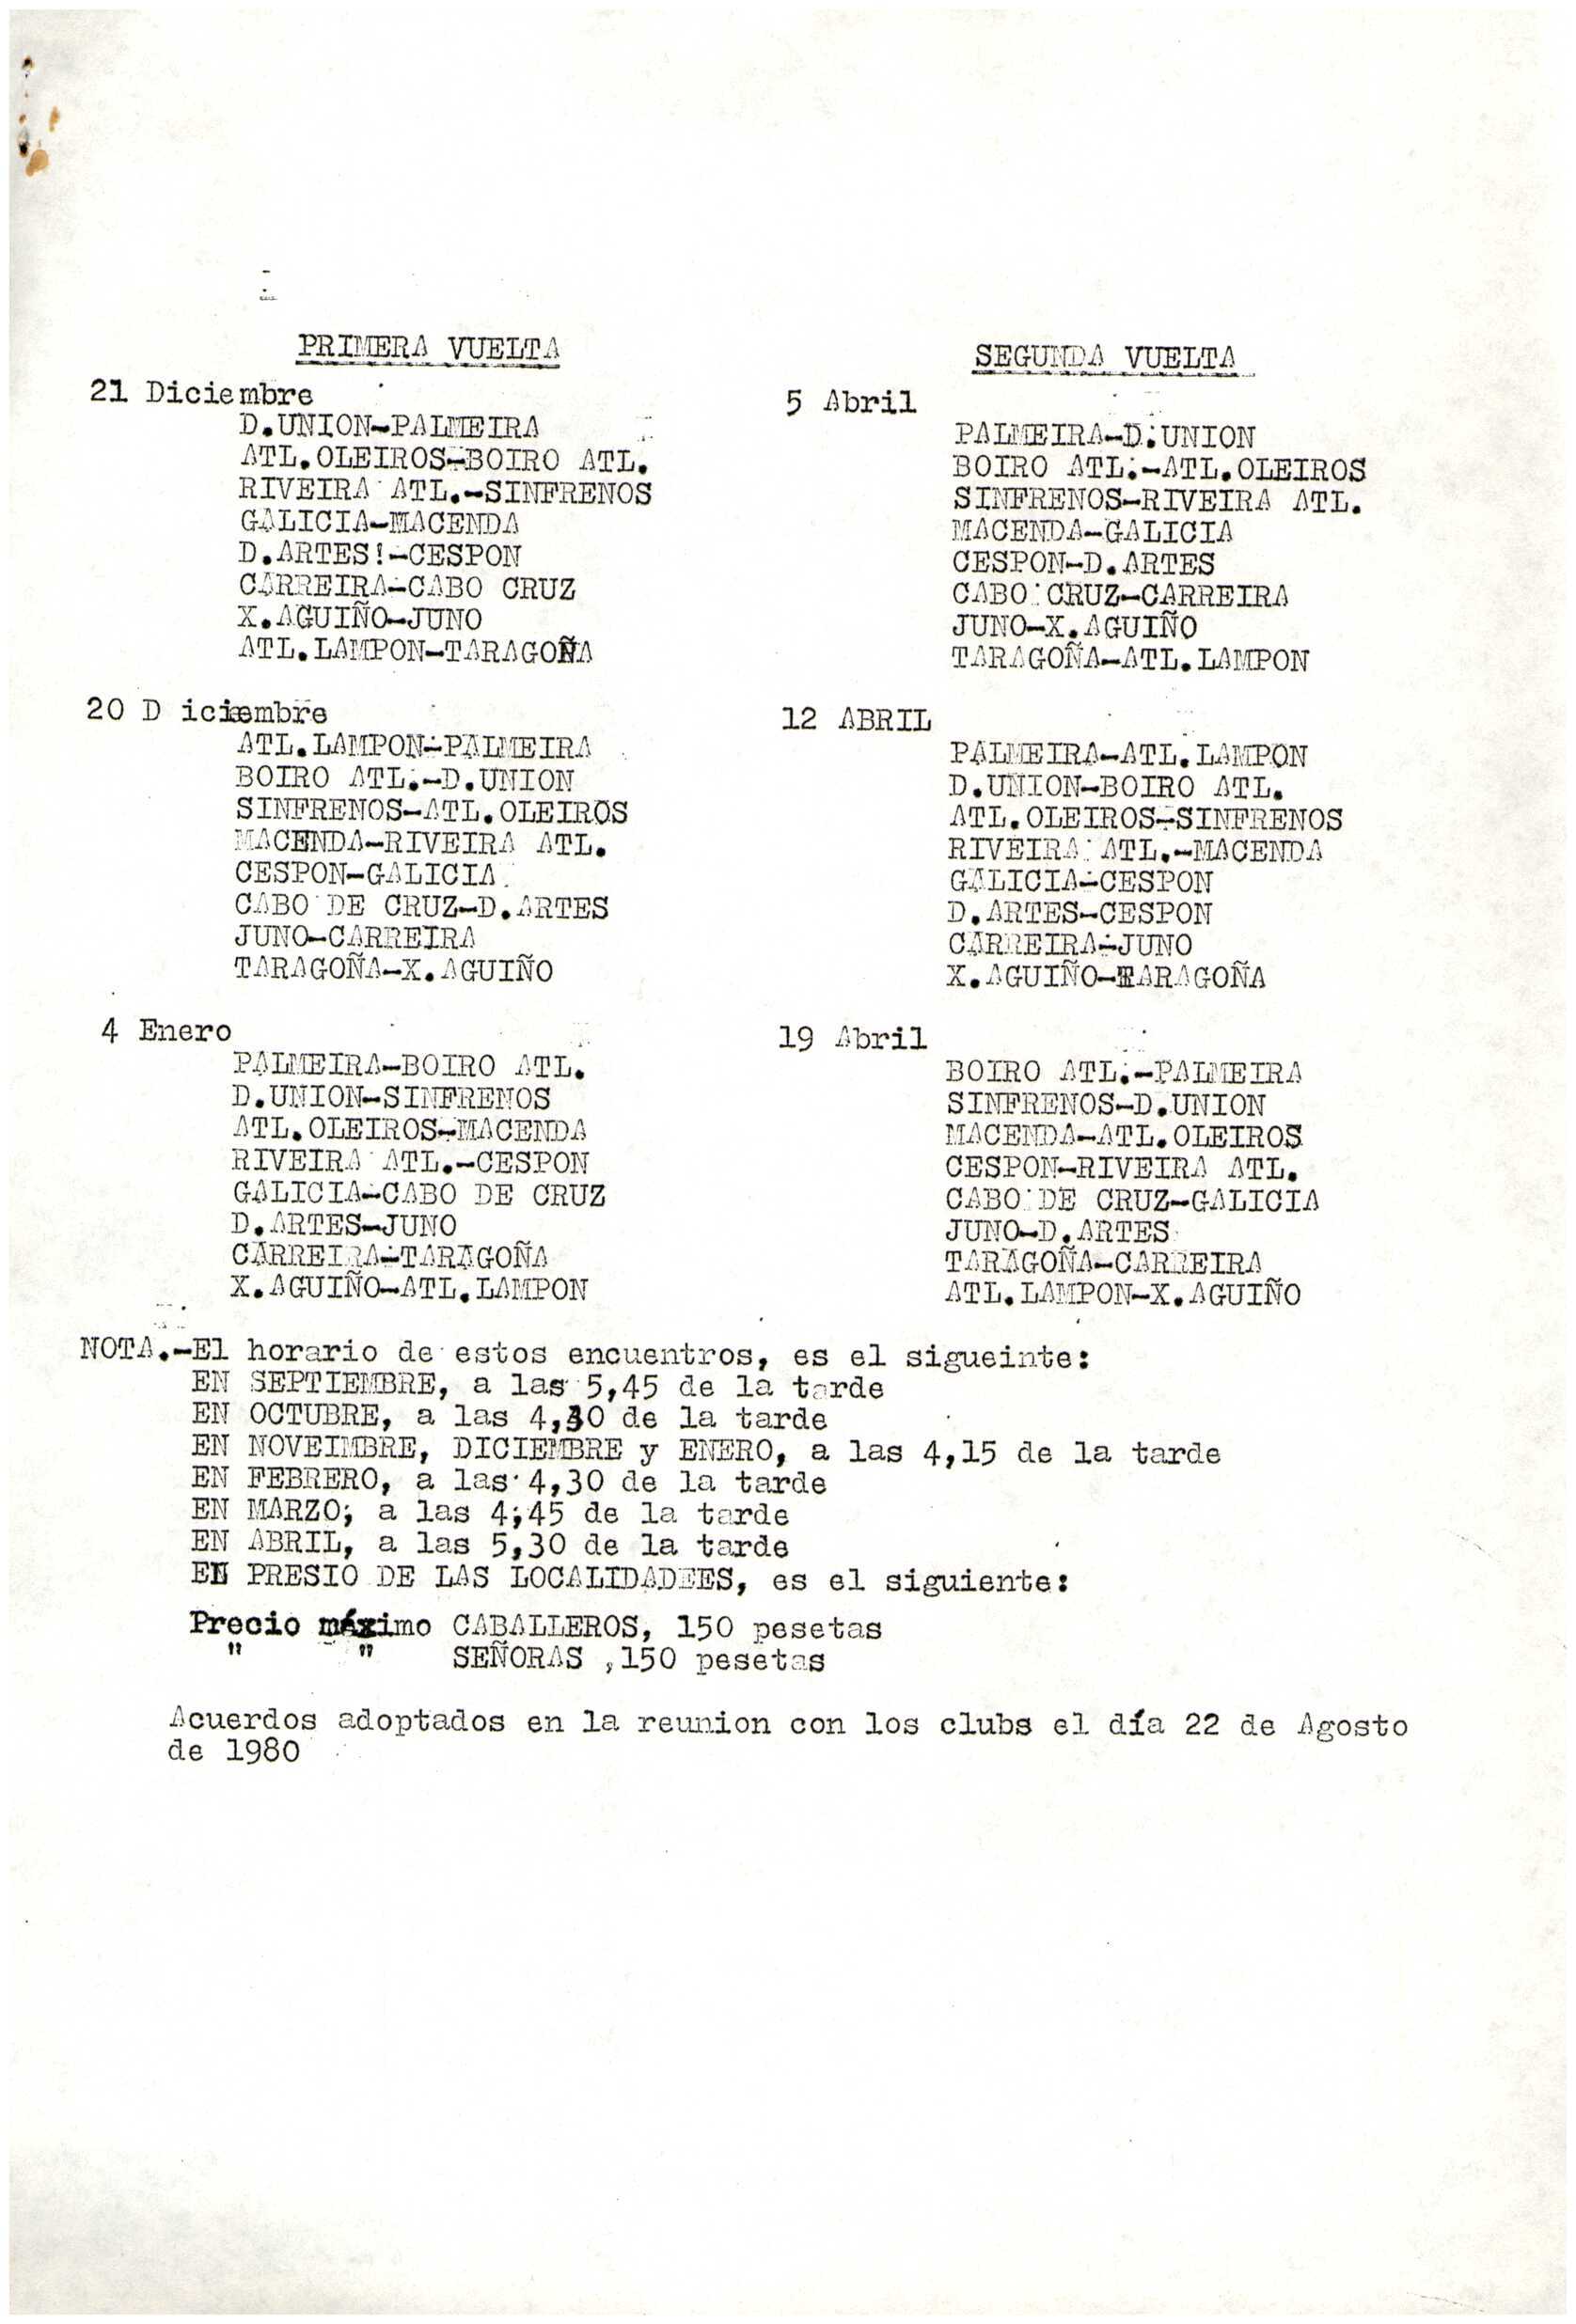 PRIMERA VUELTA
21 Diciembre
D.UNION-PALMEIRA
ATL.OLEIROS-BOIRO ATL.
RIVEIRA ATL.-SINFRENOS
GALICIA-MACENDA
D.ARTES!-CESPON
CARREIRA-CABO CRUZ
X.AGUIÑO-JUNO
ATL.LAMPON-TARAGOÑA
20 D iciembre
ATL.LAMPON-PALMEIRA
BOIRO ATL.-D.UNION
SINFRENOS-ATL.OLEIROS
MACENDA-RIVEIRA ATL.
CESPON-GALICIA
CABO DE CRUZ-D.ARTES
JUNO-CARREIRA
TARAGOÑA-X.AGUIÑO
4 Enero
PALMEIRA-BOIRO ATL.
D.UNION-SINFRENOS
ATL.OLEIROS-MACENDA
RIVEIRA ATL.-CESPON
GALICIA-CABO DE CRUZ
D.ARTES-JUNO
CARREIRA-TARAGOÑA
X.AGUIÑO-ATL.LAMPON
SEGUNDA VUELTA
5 Abril
PALMEIRA-D.UNION
BOIRO ATL.-ATL.OLEIROS
SINFRENOS-RIVEIRA ATL.
MACENDA-GALICIA
CESPON-D.ARTES
CABO CRUZ-CARREIRA
JUNO-X.AGUIÑO
TARAGOÑA-ATL.LAMPON
12 ABRIL
PALMEIRA-ATL.LAMPON
D.UNION-BOIRO ATL.
ATL.OLEIROS-SINFRENOS
RIVEIRA ATL.-MACENDA
GALICIA-CESPON
D.ARTES-CESPON
CARREIRA-JUNO
X.AGUIÑO-TARAGOÑA
19 Abril
BOIRO ATL.-PALMEIRA
SINFRENOS-D.UNION
MACENDA-ATL.OLEIROS
CESPON-RIVEIRA ATL.
CABO DE CRUZ-GALICIA
JUNO-D.ARTES
TARAGOÑA-CARREIRA
ATL.LAMPON-X.AGUIÑO
NOTA.-El horario de estos encuentros, es el sigueinte:
EN SEPTIEMBRE, a las 5,45 de la tarde
EN OCTUBRE, a las 4,30 de la tarde
EN NOVEIMBRE, DICIEMBRE y ENERO, a las 4,15 de la tarde
EN FEBRERO, a las 4,30 de la tarde
EN MARZO; a las 4;45 de la tarde
EN ABRIL, a las 5,30 de la tarde
EL PRESIO DE LAS LOCALIDADEES, es el siguiente:
Precio máximo CABALLEROS, 150 pesetas
" " SEÑORAS ,150 pesetas
Acuerdos adoptados en la reunion con los clubs el día 22 de Agosto
de 1980